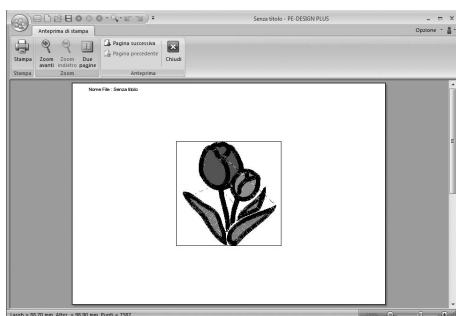 Senza titolo - PE-DESIGN PLUS
Anteprima di stampa
Opzione
Stampa
Zoom avanti
Zoom indietro
Due pagine
Pagina successiva
Pagina precedente
Chiudi
Stampa
Zoom
Anteprima
Nome File : Senza titolo